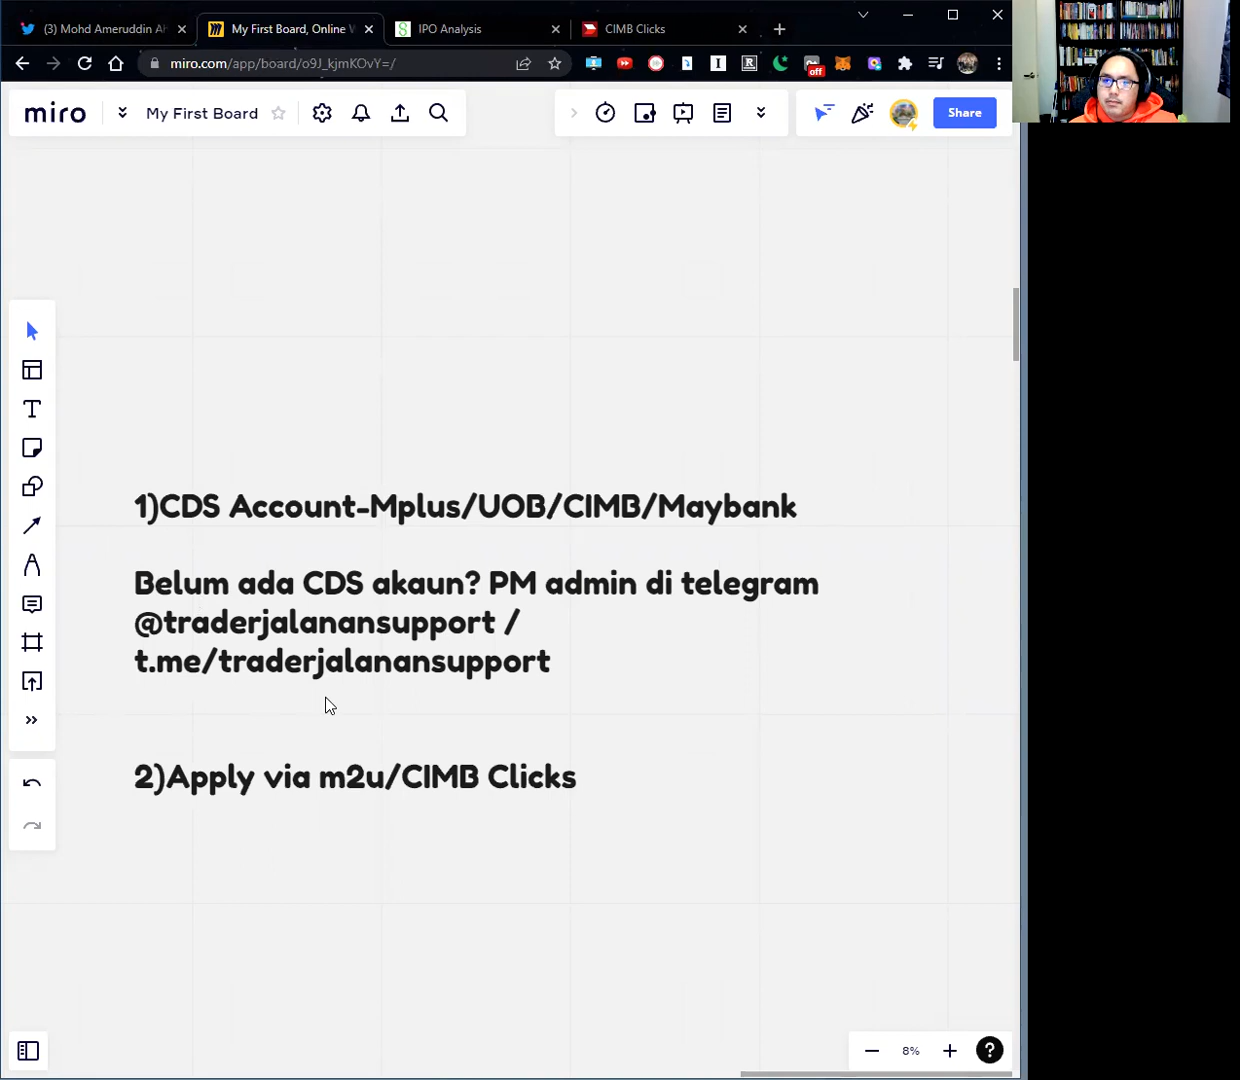 (3) Mohd Ameruddin
My First Board, Online
IPO Analysis
CIMB Clicks
miro.com/app/board/o9J_kjmKOvY=/
off
miro
My First Board
Share
1)CDS Account-Mplus/UOB/CIMB/Maybank
Belum ada CDS akaun? PM admin di telegram
@traderjalanansupport /
t.me/traderjalanansupport
2)Apply via m2u/CIMB Clicks
8%